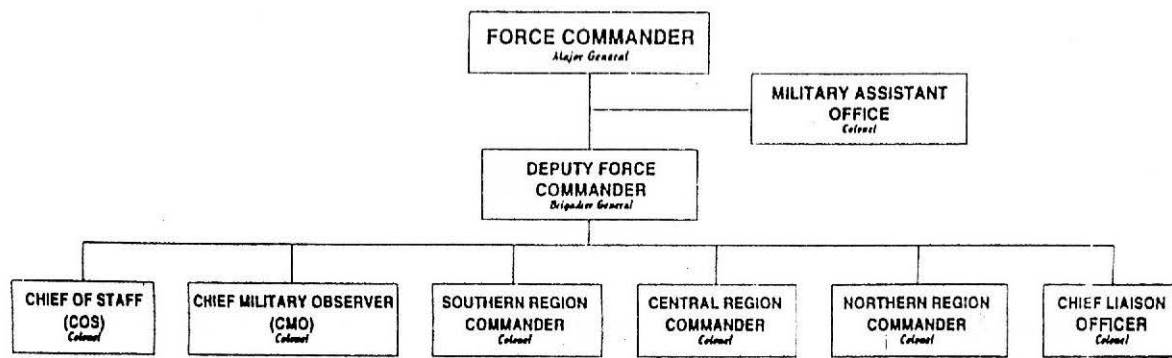 FORCE COMMANDER
Major General
MILITARY ASSISTANT
OFFICE
Colonel
DEPUTY FORCE
COMMANDER
Brigadier General
CHIEF OF STAFF
(COS)
Colonel
CHIEF MILITARY OBSERVER
(CMO)
Colonel
SOUTHERN REGION
COMMANDER
Colonel
CENTRAL REGION
COMMANDER
Colonel
NORTHERN REGION
COMMANDER
Colonel
CHIEF LIAISON
OFFICER
Colonel